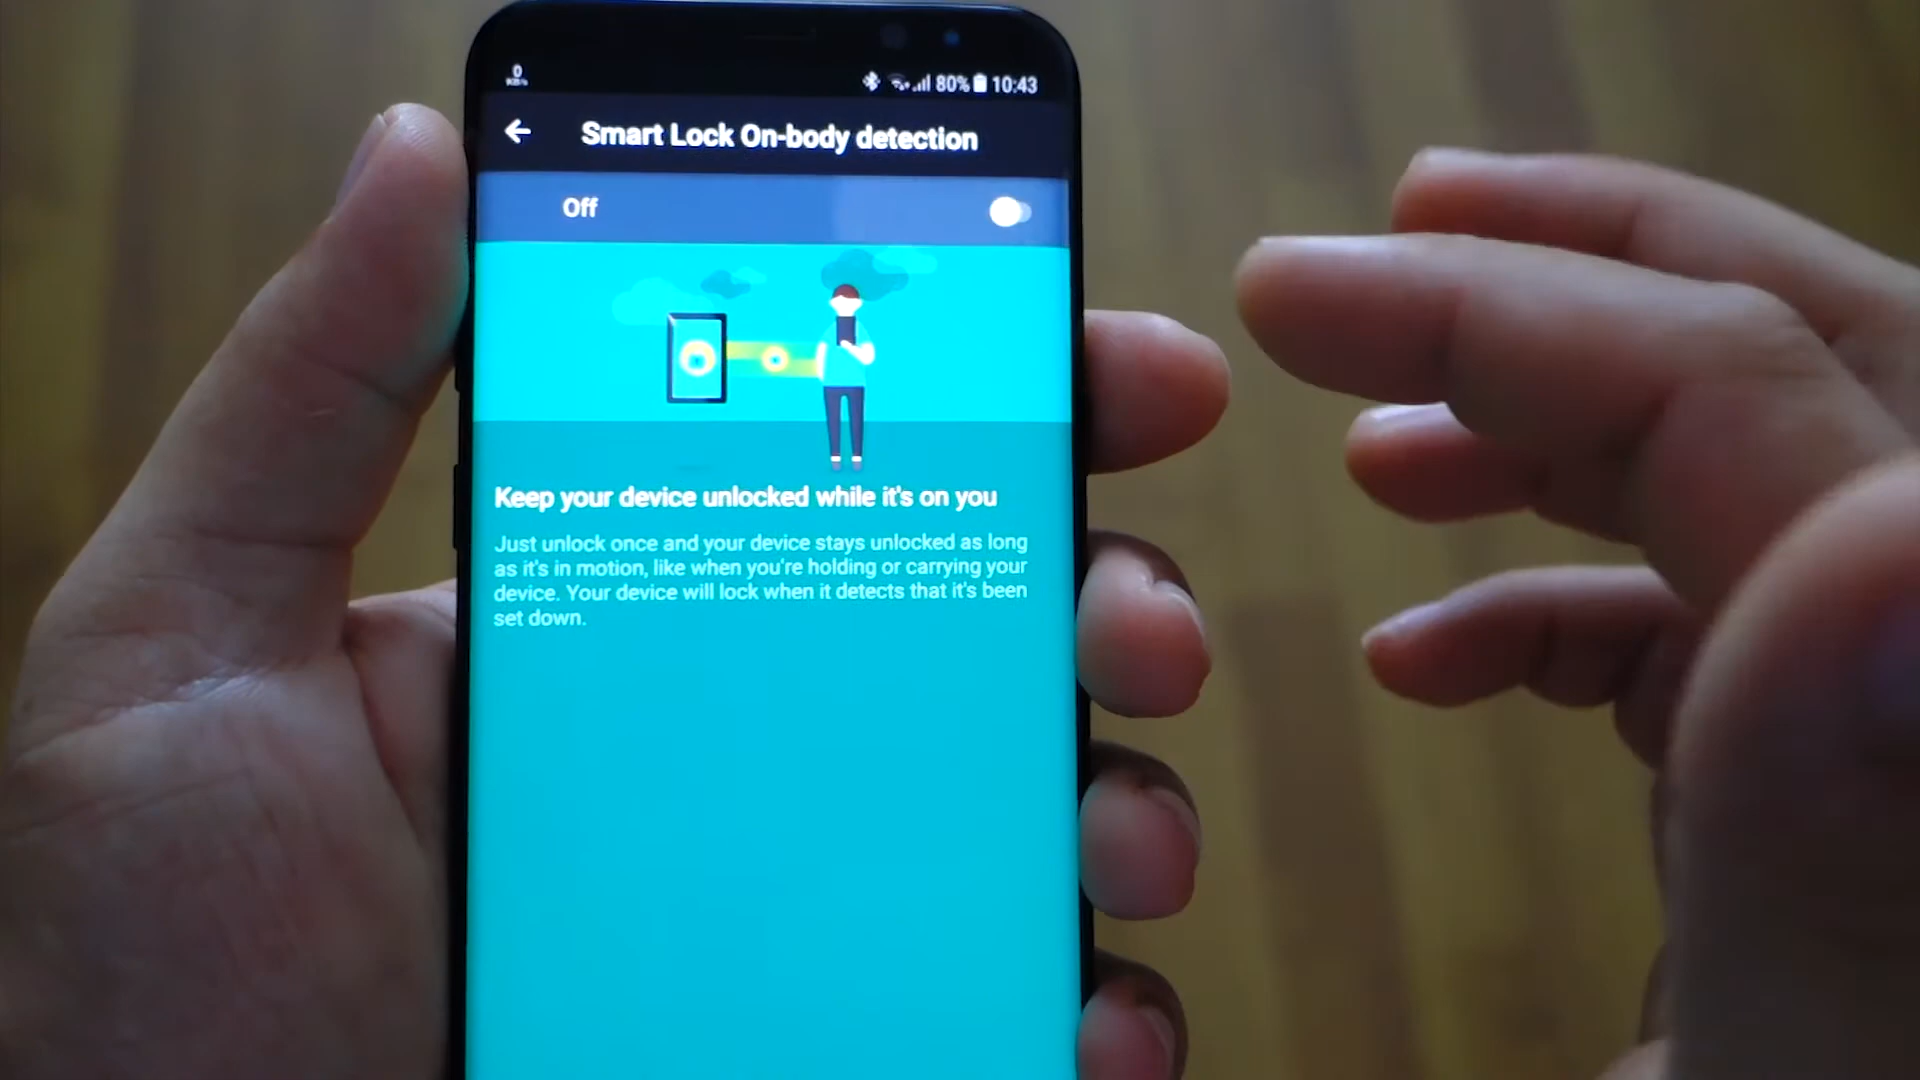 0
80% 10:43
Smart Lock On-body detection
Off
Keep your device unlocked while it's on you
Just unlock once and your device stays unlocked as long
as it's in motion, like when you're holding or carrying your
device. Your device will lock when it detects that it's been
set down.